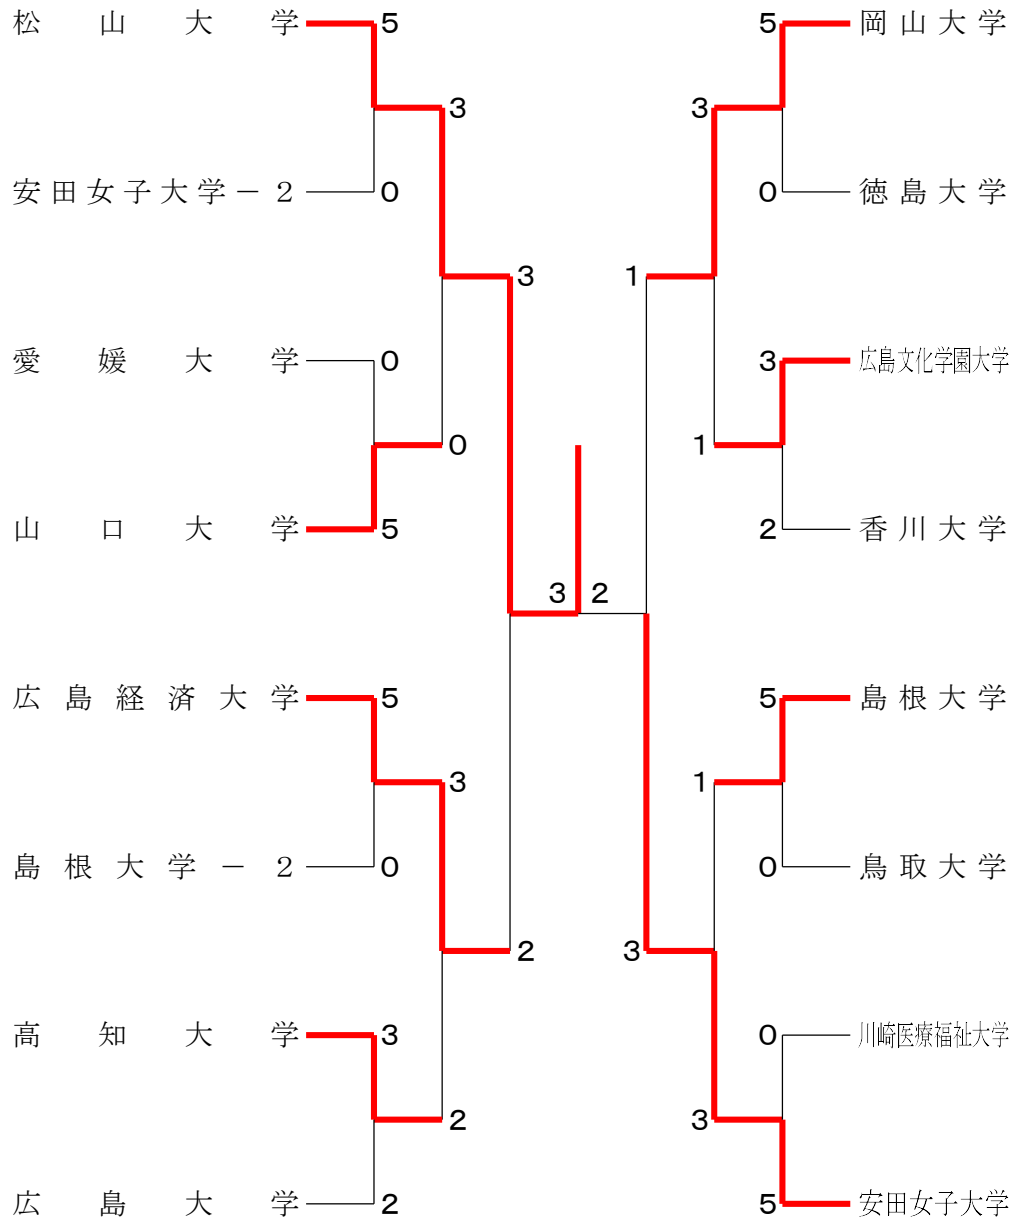 松山大学 5 5 岡山大学
3 3
安田女子大学－２ 0 0 徳島大学
3 1
愛媛大学 0 3 広島文化学園大学
0 1
山口大学 5 2 香川大学
3 2
広島経済大学 5 5 島根大学
3 1
島根大学－２ 0 0 鳥取大学
2 3
高知大学 3 0 川崎医療福祉大学
2 3
広島大学 2 5 安田女子大学